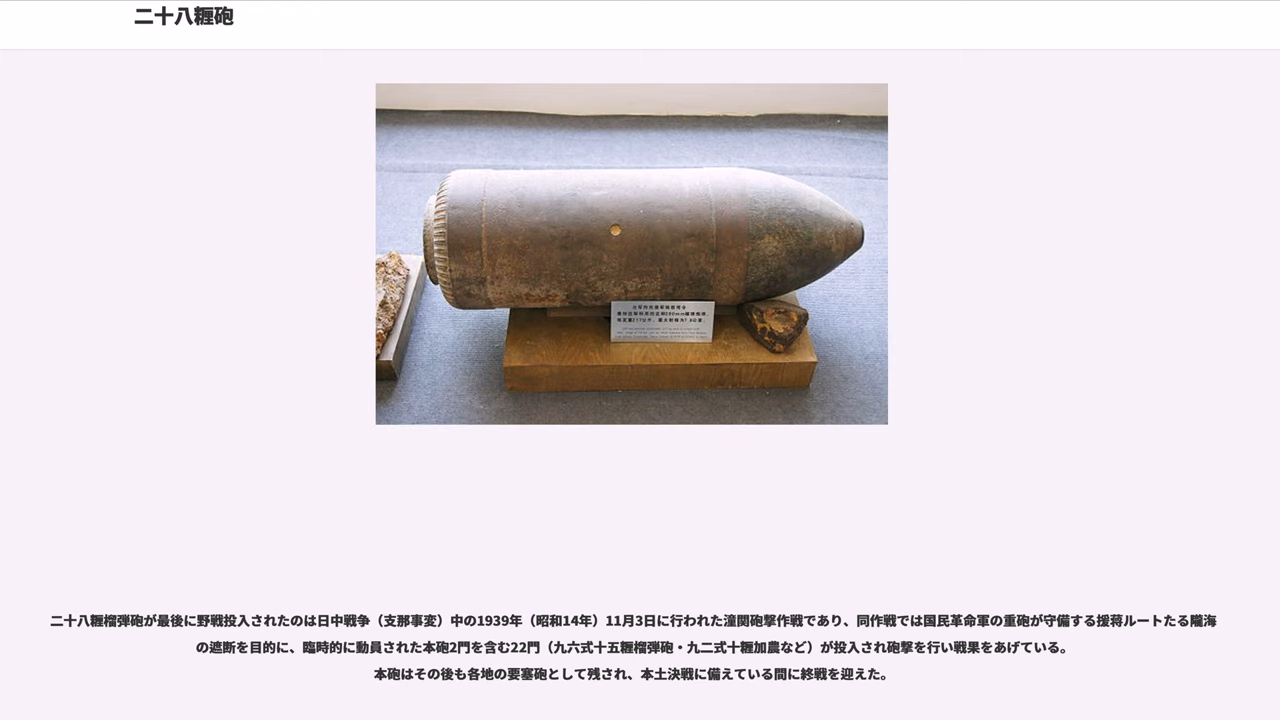 二十八糎砲
二十八糎榴弾砲が最後に野戦投入されたのは日中戦争（支那事変）中の1939年（昭和14年）11月3日に行われた潼関砲撃作戦であり、同作戦では国民革命軍の重砲が守備する援蒋ルートたる隴海
の遮断を目的に、臨時的に動員された本砲2門を含む22門（九六式十五糎榴弾砲・九二式十糎加農など）が投入され砲撃を行い戦果をあげている。
本砲はその後も各地の要塞砲として残され、本土決戦に備えている間に終戦を迎えた。